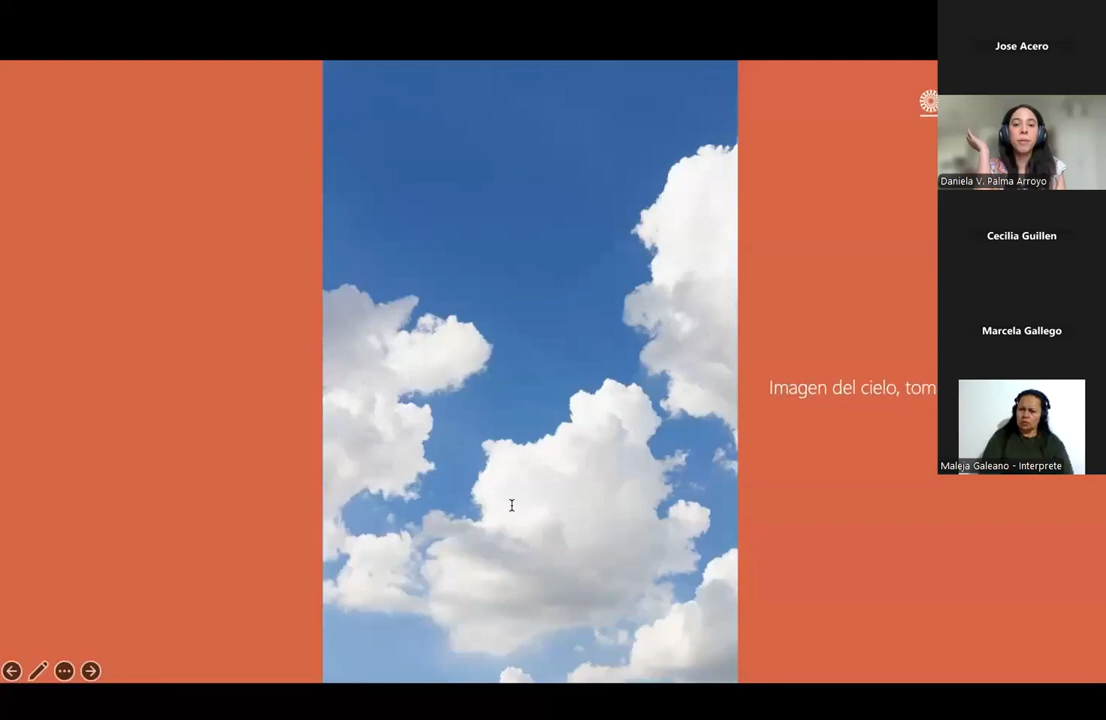 Jose Acero
Daniela V. Palma Arroyo
Cecilia Guillen
Marcela Gallego
Imagen del cielo, tom
Maleja Galeano - Interprete